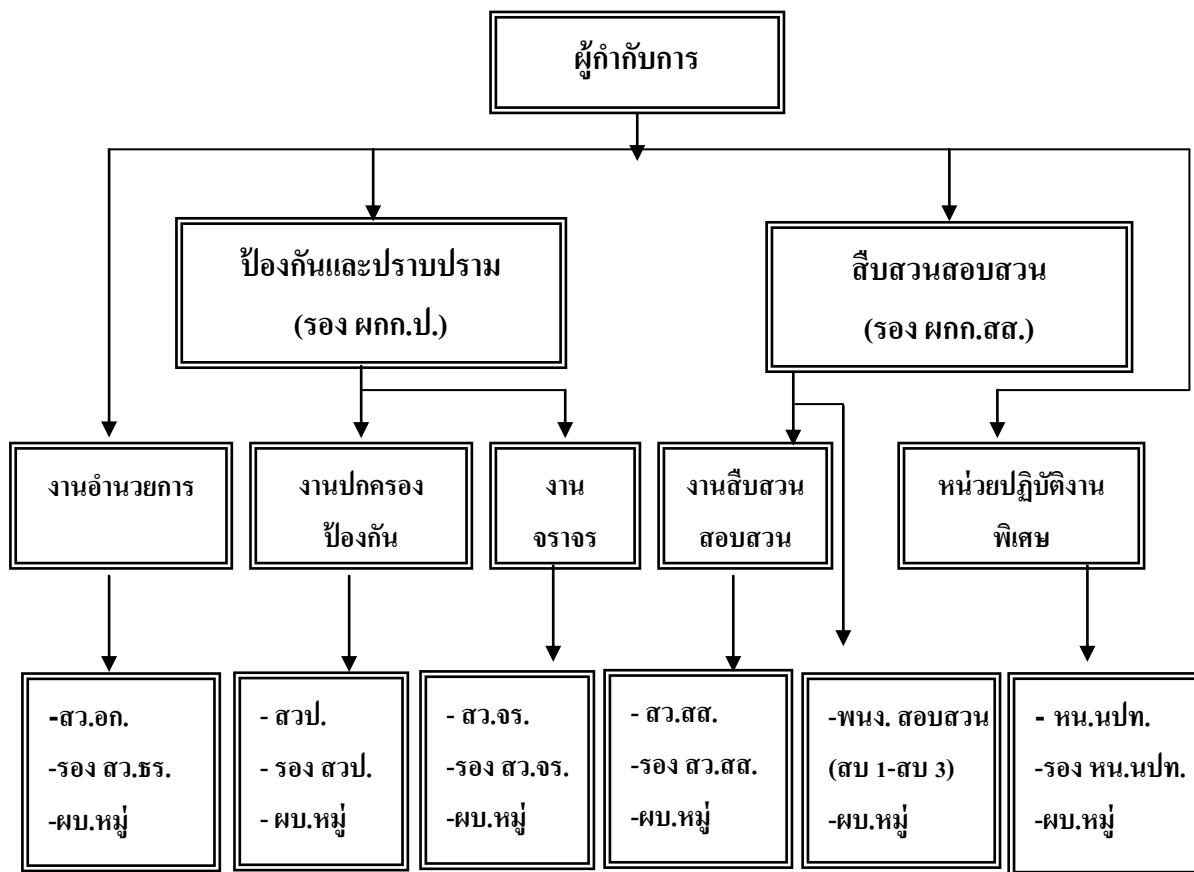 ผู้กำกับการ
ป้องกันและปราบปราม
(รอง ผกก.ป.)
สืบสวนสอบสวน
(รอง ผกก.สส.)
งานอำนวยการ
งานปกครอง
ป้องกัน
งาน
จราจร
งานสืบสวน
สอบสวน
หน่วยปฏิบัติงาน
พิเศษ
-สว.อก.
-รอง สว.ธร.
-ผบ.หมู่
- สวป.
- รอง สวป.
- ผบ.หมู่
- สว.จร.
-รอง สว.จร.
-ผบ.หมู่
- สว.สส.
-รอง สว.สส.
-ผบ.หมู่
-พนง. สอบสวน
(สบ 1-สบ 3)
-ผบ.หมู่
- หน.นปท.
-รอง หน.นปท.
-ผบ.หมู่